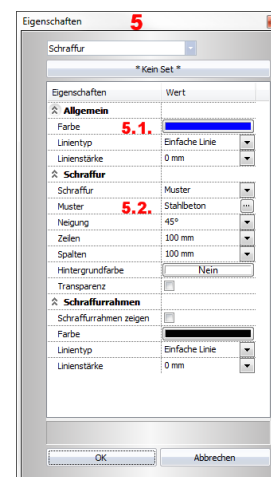 Eigenschaften 5
Schraffur
* Kein Set *
Eigenschaften Wert
Allgemein
Farbe 5.1.
Linientyp Einfache Linie
Linienstärke 0 mm
Schraffur
Schraffur Muster
Muster 5.2. Stahlbeton ...
Neigung 45°
Zeilen 100 mm
Spalten 100 mm
Hintergrundfarbe Nein
Transparenz
Schraffurrahmen
Schraffurrahmen zeigen
Farbe
Linientyp Einfache Linie
Linienstärke 0 mm
OK Abbrechen